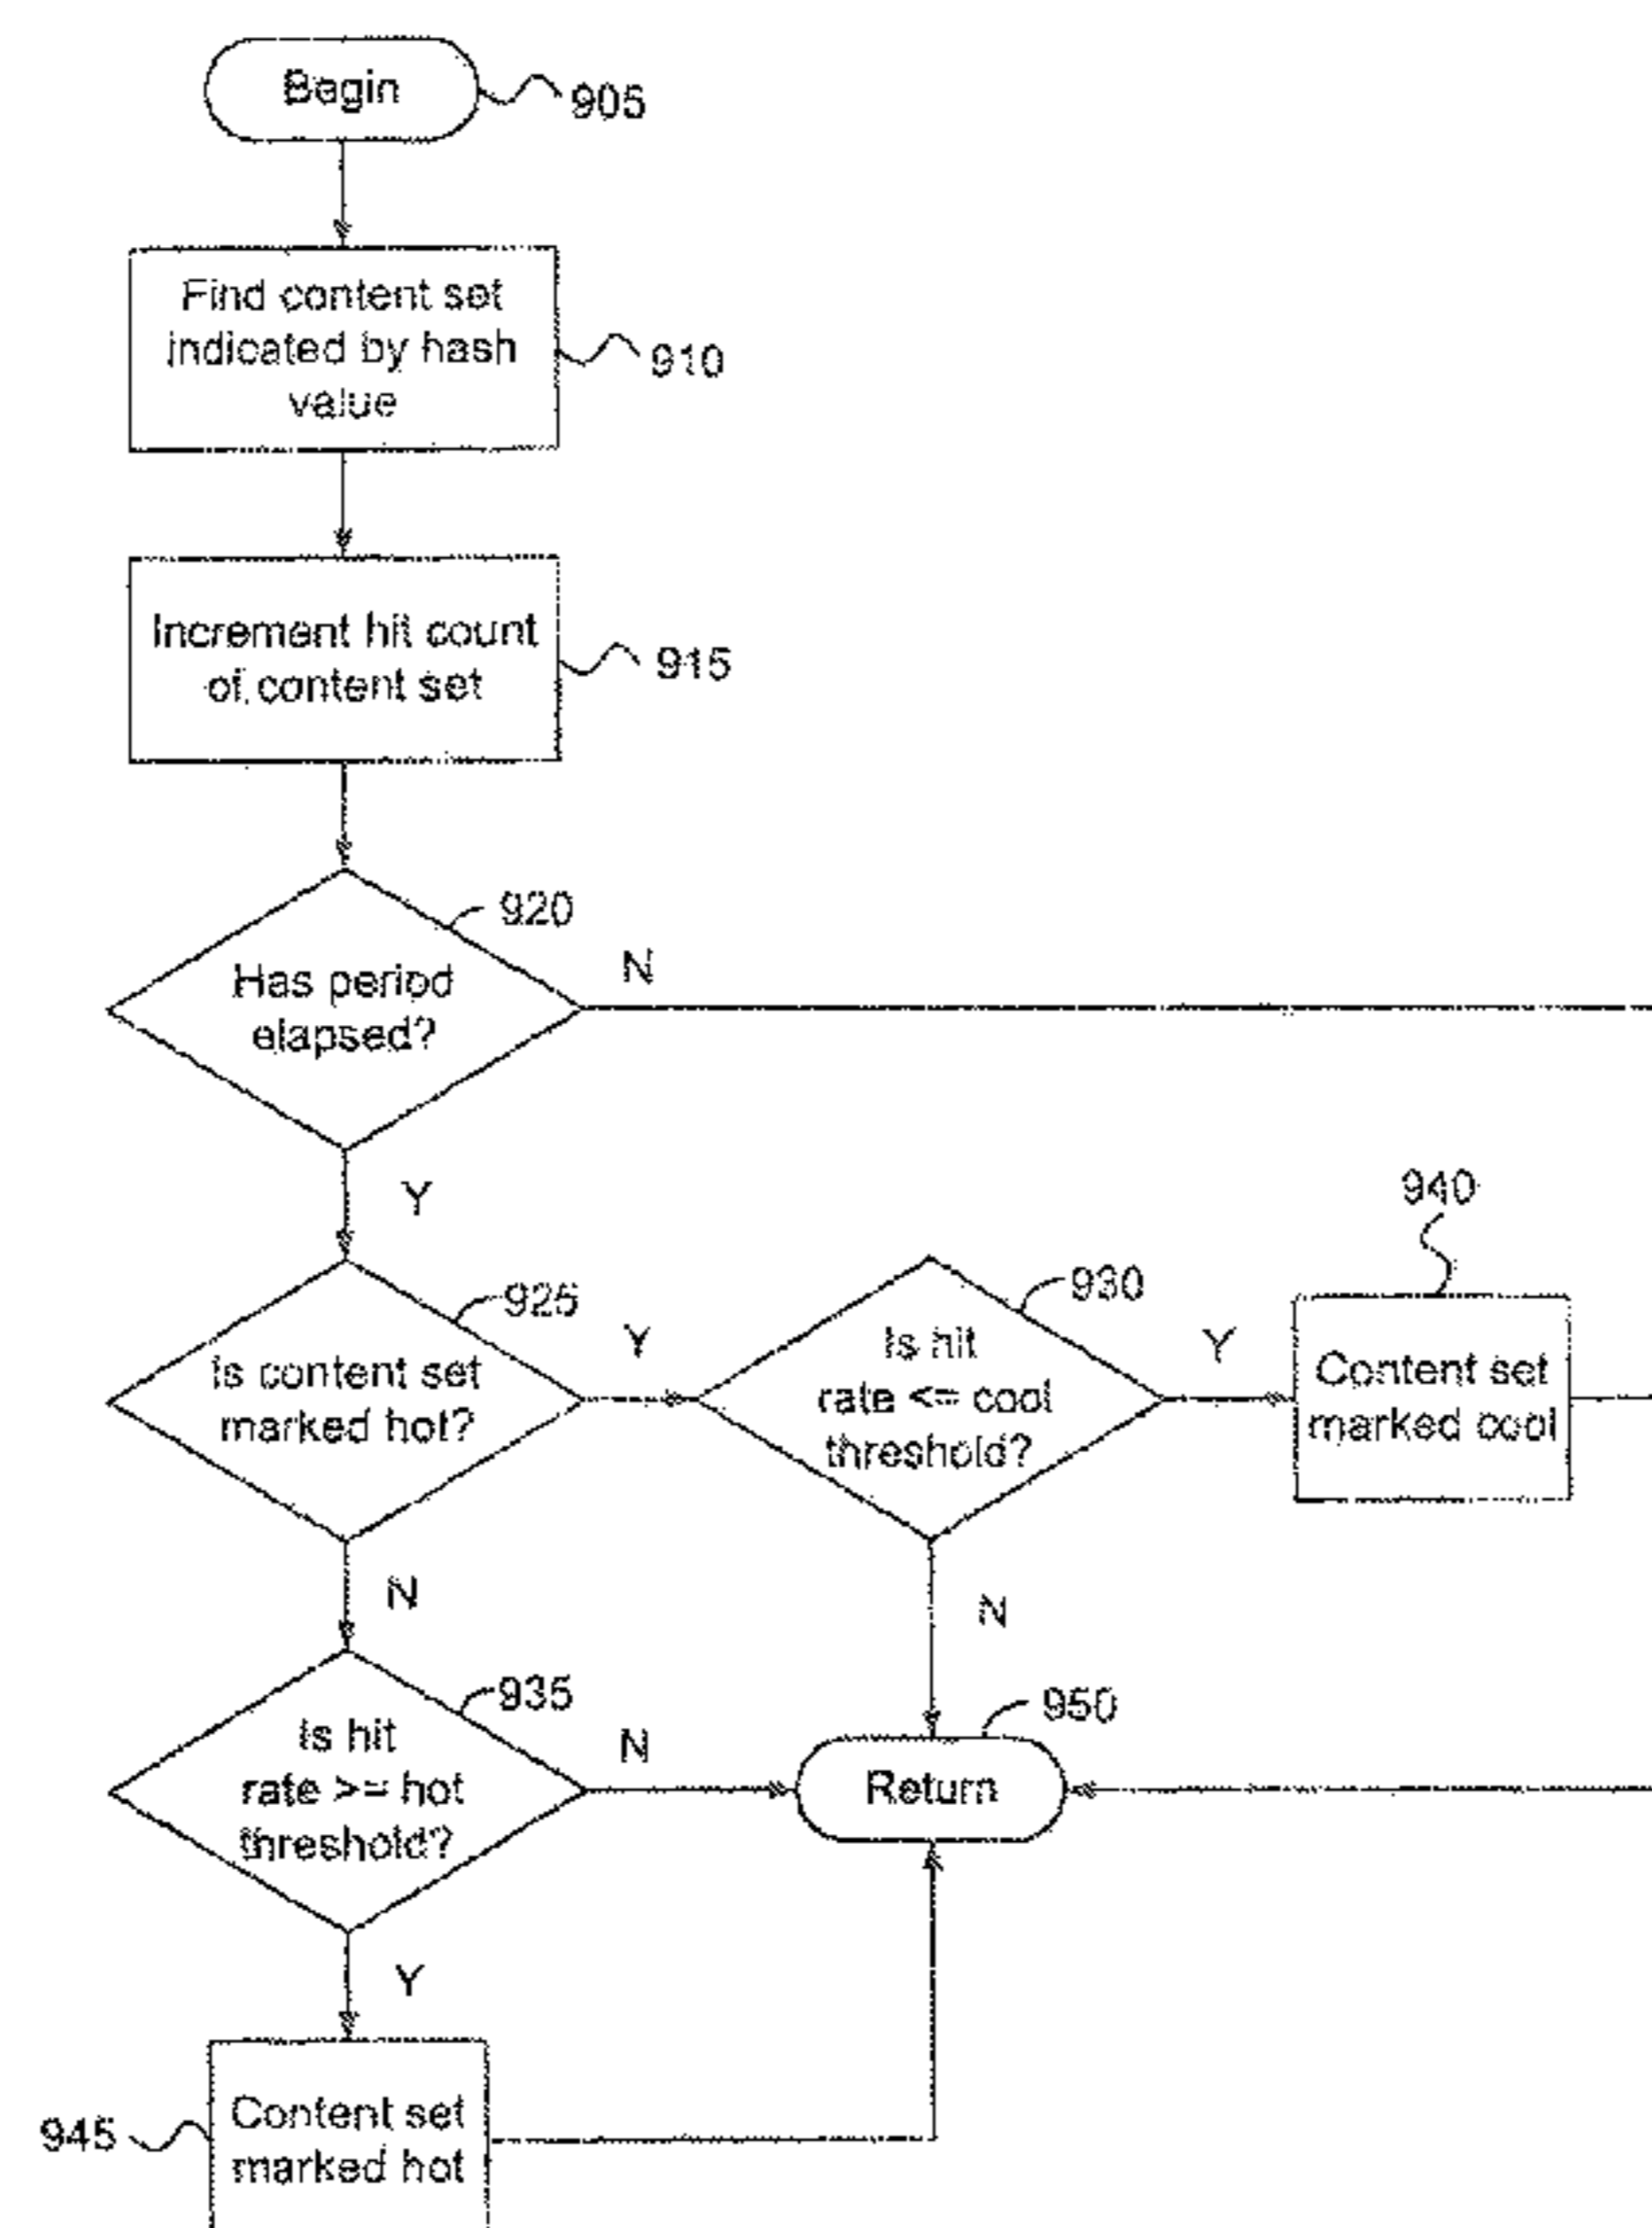 Begin
905
Find content set
indicated by hash
value
910
Increment hit count
of content set
915
920
Has period
elapsed?
N
Y
925
Is content set
marked hot?
Y
930
Is hit
rate <= cool
threshold?
Y
940
Content set
marked cool
N
N
935
Is hit
rate >= hot
threshold?
N
950
Return
Y
945
Content set
marked hot